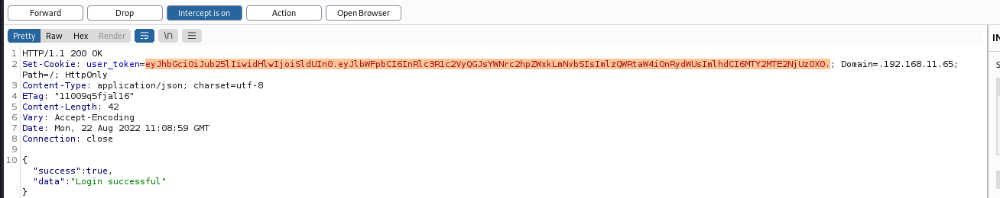 Forward Drop Intercept is on Action Open Browser
Pretty Raw Hex Render \n IN
1 HTTP/1.1 200 OK
2 Set-Cookie: user_token=eyJhbGciOiJub25lIiwidHlwIjoiSldUIn0.eyJlbWFpbCI6InRlc3R1c2VyQGJsYWNrc2hpZWxkLmNvbSIsImlzQWRtaW4iOnRydWUsImlhdCI6MTY2MTE2NjUzOX0.; Domain=.192.168.11.65;
Path=/; HttpOnly
3 Content-Type: application/json; charset=utf-8
4 ETag: "11009q5fjal16"
5 Content-Length: 42
6 Vary: Accept-Encoding
7 Date: Mon, 22 Aug 2022 11:08:59 GMT
8 Connection: close
9
10 {
"success":true,
"data":"Login successful"
}